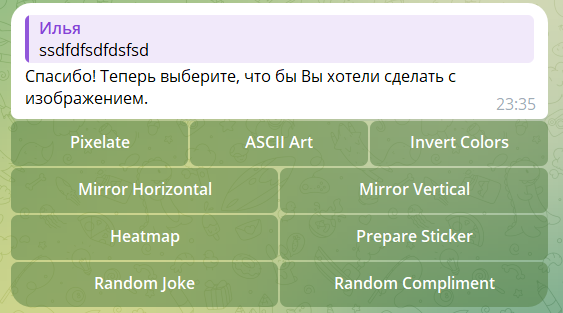 Илья
ssdfdfsdfdsfsd
Спасибо! Теперь выберите, что бы Вы хотели сделать с
изображением.
23:35
Pixelate ASCII Art Invert Colors
Mirror Horizontal Mirror Vertical
Heatmap Prepare Sticker
Random Joke Random Compliment